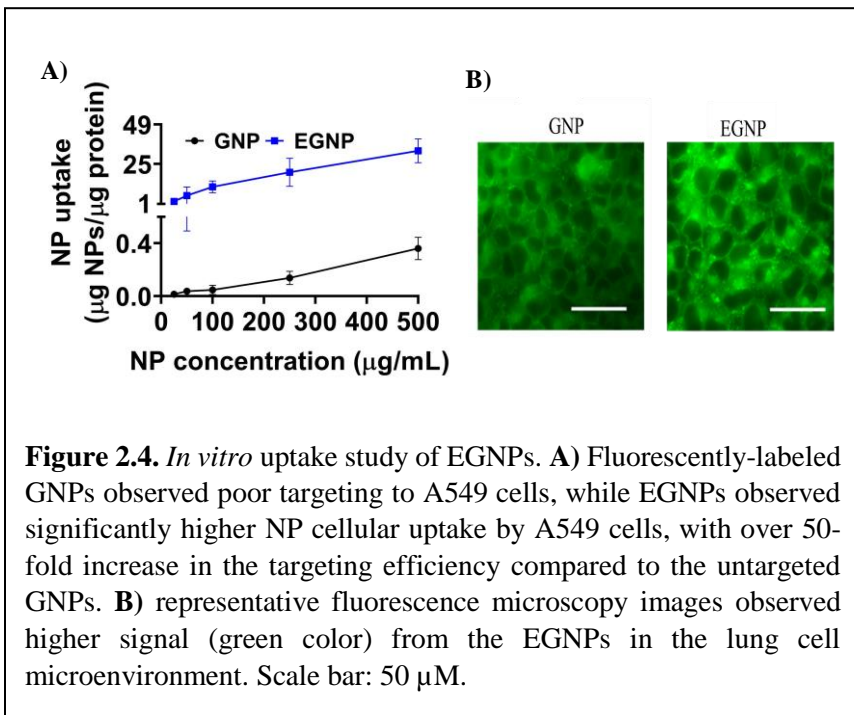 A)
B)
GNP EGNP
GNP
EGNP
49
25
1
0.4
0.0
NP uptake
(µg NPs/µg protein)
0 100 200 300 400 500
NP concentration (µg/mL)
Figure 2.4. In vitro uptake study of EGNPs. A) Fluorescently-labeled
GNPs observed poor targeting to A549 cells, while EGNPs observed
significantly higher NP cellular uptake by A549 cells, with over 50-
fold increase in the targeting efficiency compared to the untargeted
GNPs. B) representative fluorescence microscopy images observed
higher signal (green color) from the EGNPs in the lung cell
microenvironment. Scale bar: 50 µM.